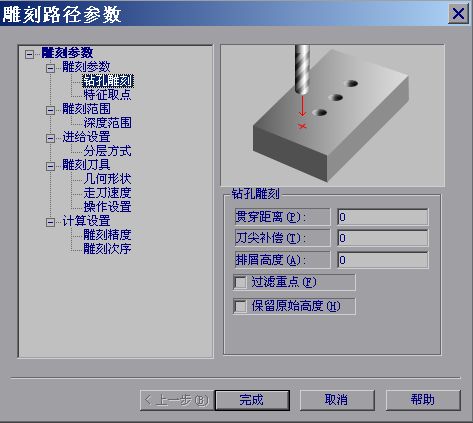 雕刻路径参数
雕刻参数
雕刻参数
钻孔雕刻
特征取点
雕刻范围
深度范围
进给设置
分层方式
雕刻刀具
几何形状
走刀速度
操作设置
计算设置
雕刻精度
雕刻次序
钻孔雕刻
贯穿距离(P): 0
刀尖补偿(T): 0
排屑高度(A): 0
过滤重点(F)
保留原始高度(H)
< 上一步(B) 完成 取消 帮助